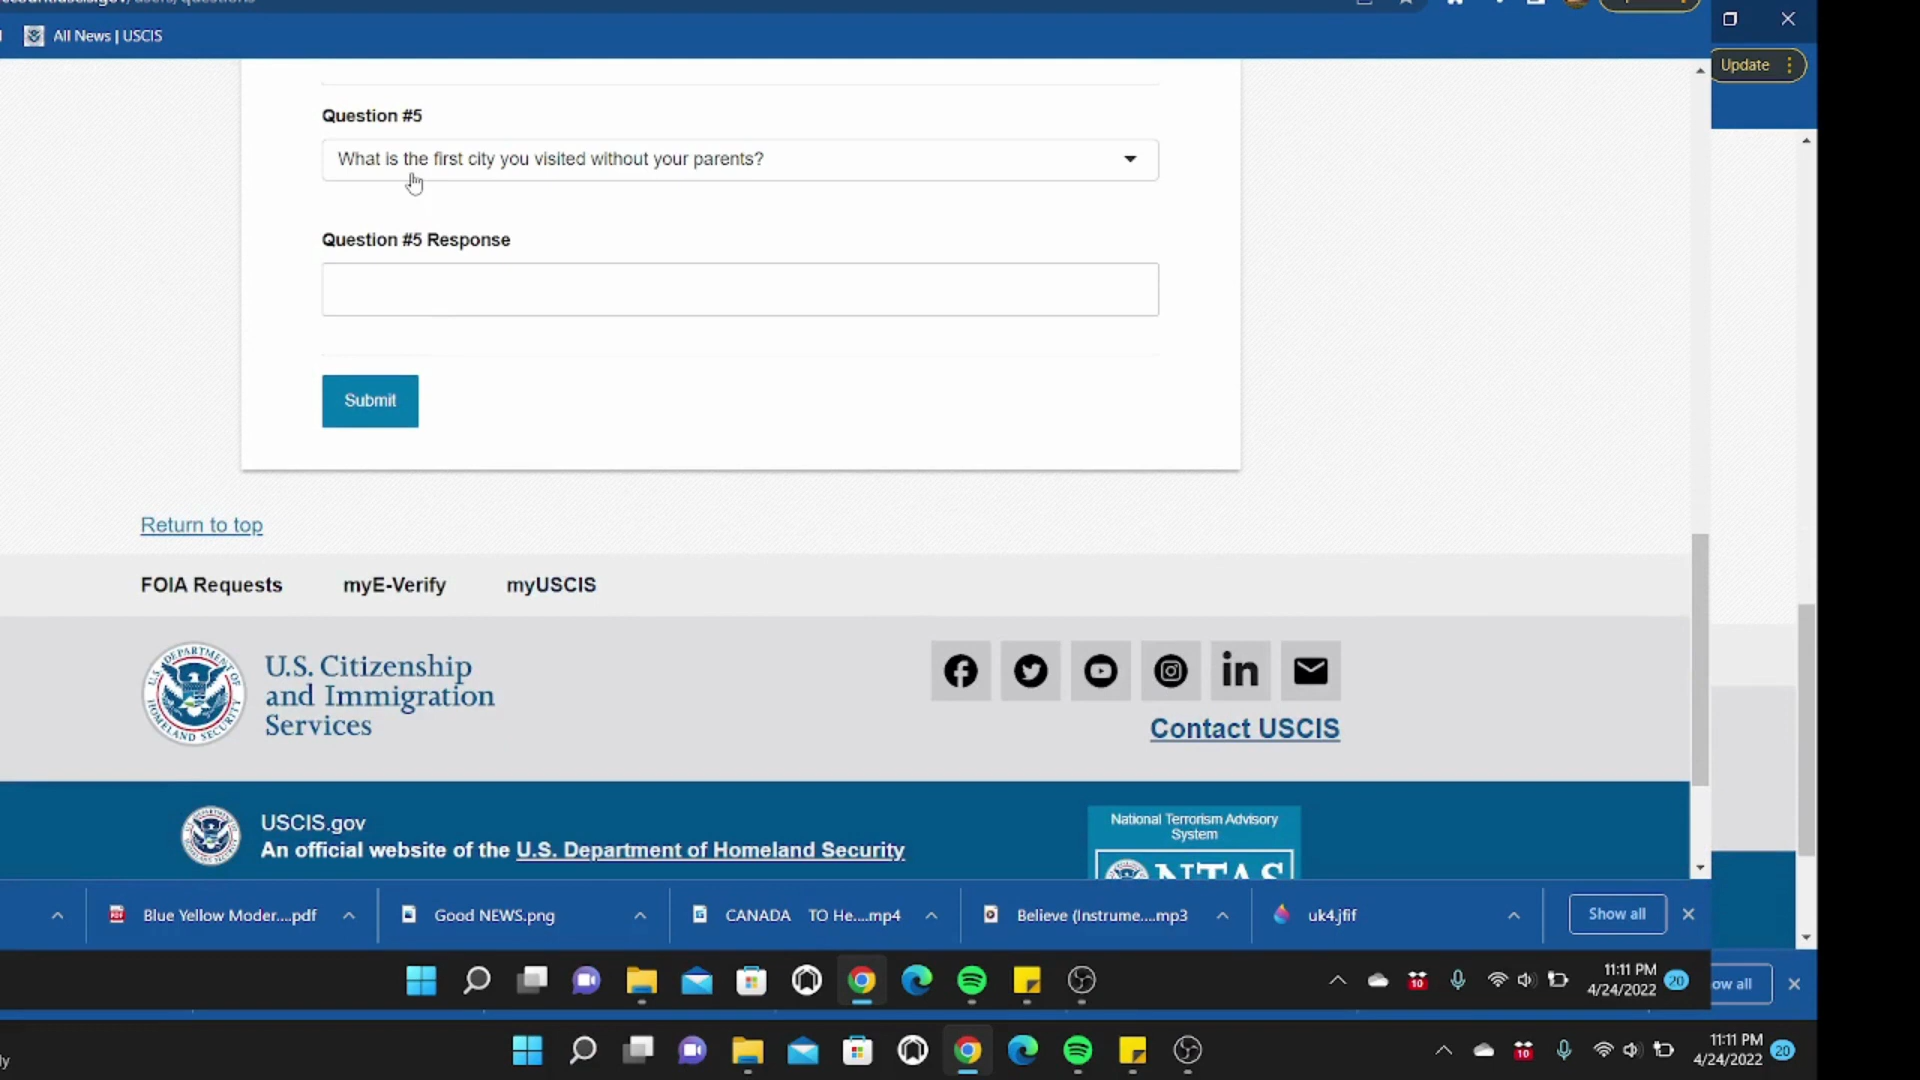 All News | USCIS
Update
Question #5
What is the first city you visited without your parents?
Question #5 Response
Submit
Return to top
FOIA Requests myE-Verify myUSCIS
U.S. Citizenship
and Immigration
Services
Contact USCIS
USCIS.gov
An official website of the U.S. Department of Homeland Security
National Terrorism Advisory
System
NTAS
Blue Yellow Moder....pdf
Good NEWS.png
CANADA TO He....mp4
Believe (Instrume....mp3
uk4.jfif
Show all
11:11 PM
4/24/2022
20
ow all
11:11 PM
4/24/2022
20